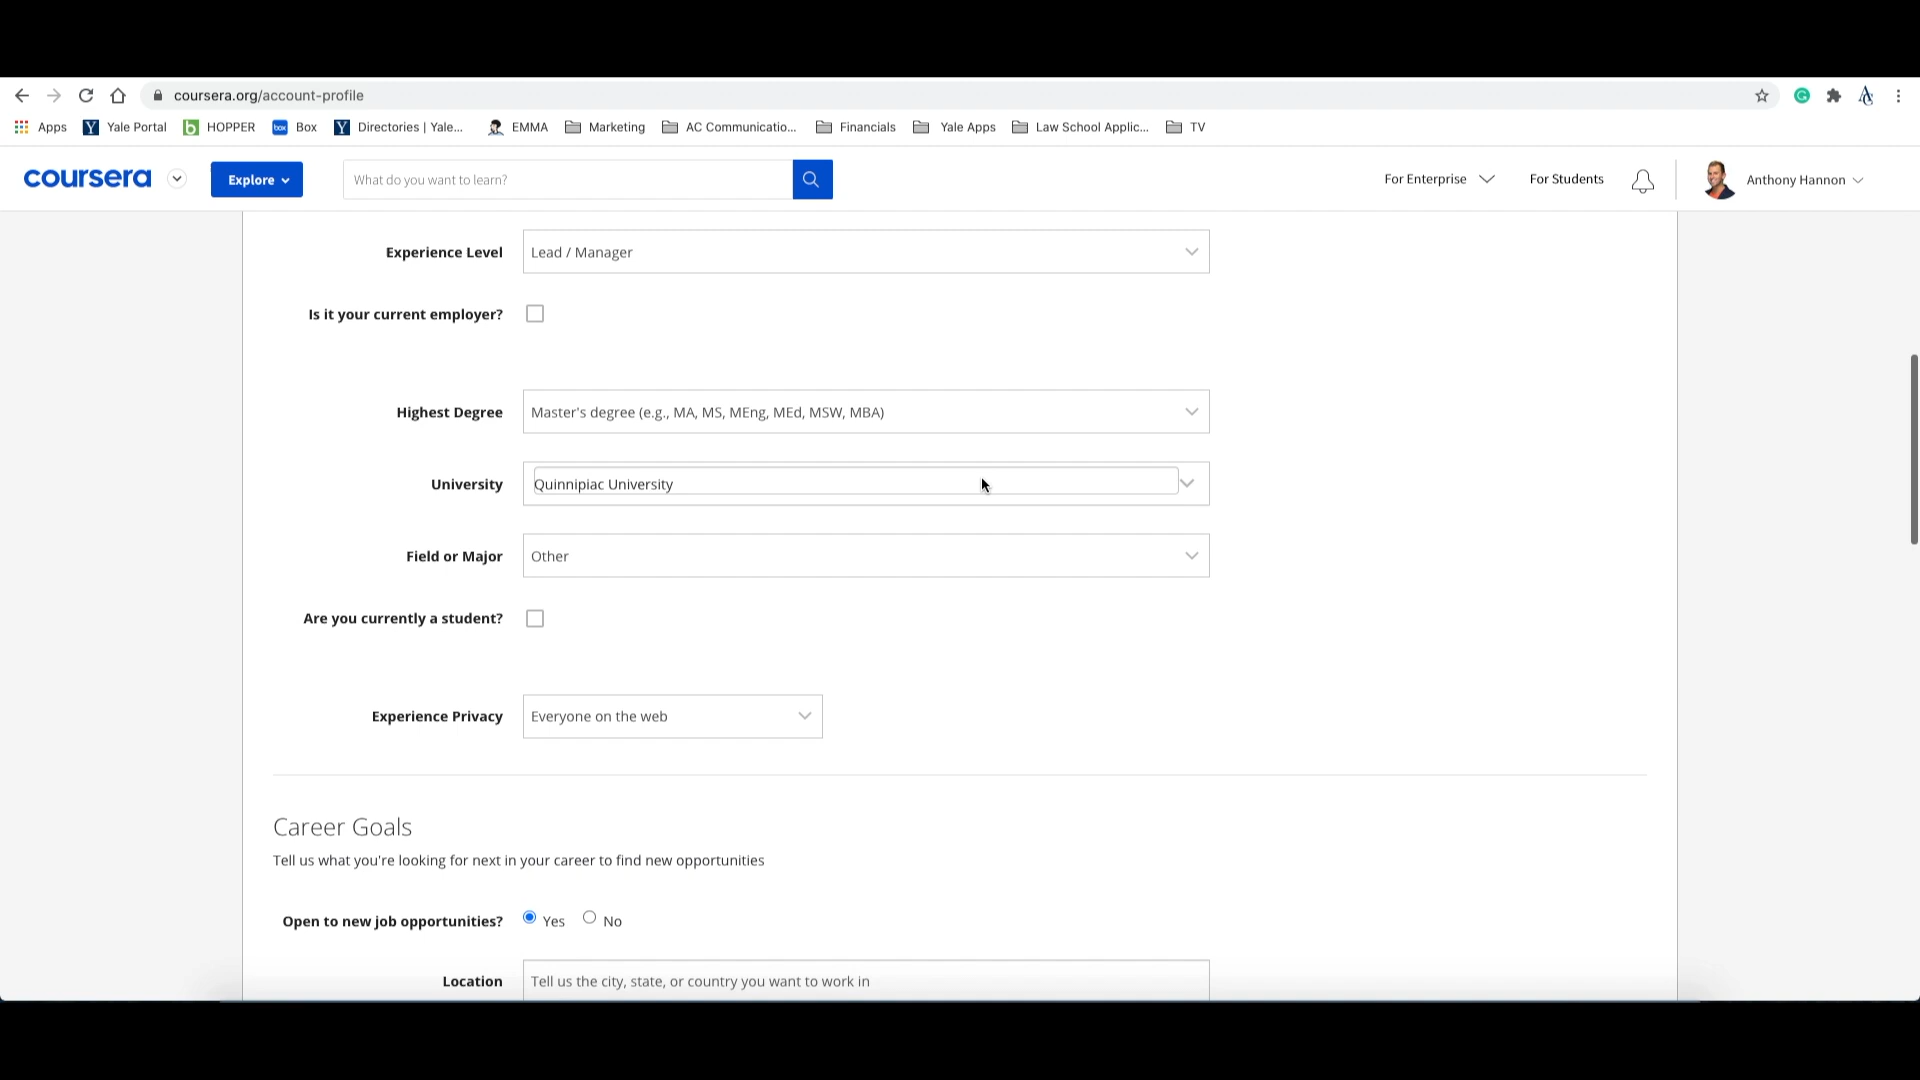 coursera.org/account-profile
Apps Yale Portal HOPPER box Box Directories | Yale... EMMA Marketing AC Communicatio... Financials Yale Apps Law School Applic... TV
coursera Explore What do you want to learn? For Enterprise For Students Anthony Hannon
Experience Level Lead / Manager
Is it your current employer?
Highest Degree Master's degree (e.g., MA, MS, MEng, MEd, MSW, MBA)
University Quinnipiac University
Field or Major Other
Are you currently a student?
Experience Privacy Everyone on the web
Career Goals
Tell us what you're looking for next in your career to find new opportunities
Open to new job opportunities? Yes No
Location Tell us the city, state, or country you want to work in